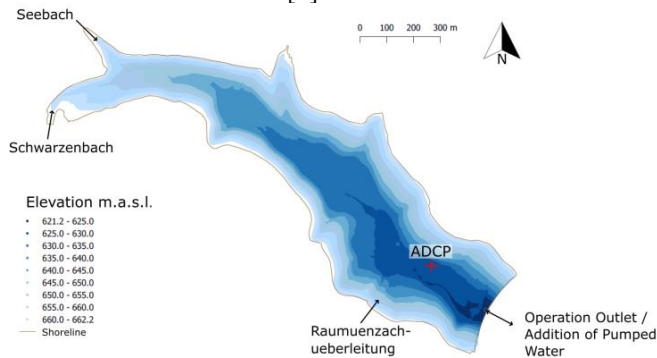 Seebach
0 100 200 300 m
N
Schwarzenbach
Elevation m.a.s.l.
621.2 - 625.0
625.0 - 630.0
630.0 - 635.0
635.0 - 640.0
640.0 - 645.0
645.0 - 650.0
650.0 - 655.0
655.0 - 660.0
660.0 - 662.2
Shoreline
ADCP
Raumuenzach-
ueberleitung
Operation Outlet /
Addition of Pumped
Water